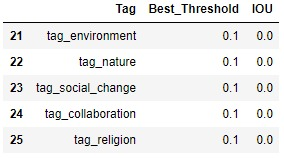 Tag Best_Threshold IOU
21 tag_environment 0.1 0.0
22 tag_nature 0.1 0.0
23 tag_social_change 0.1 0.0
24 tag_collaboration 0.1 0.0
25 tag_religion 0.1 0.0